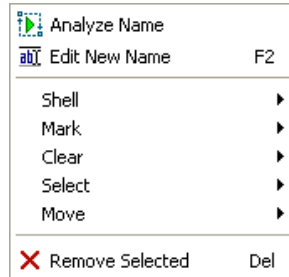 Analyze Name
Edit New Name F2
Shell
Mark
Clear
Select
Move
Remove Selected Del